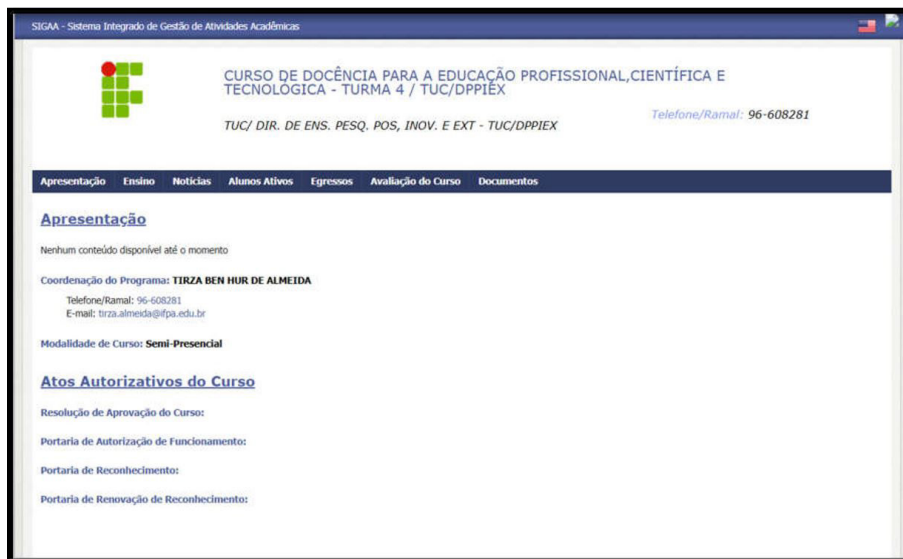 SIGAA - Sistema Integrado de Gestão de Atividades Acadêmicas
CURSO DE DOCÊNCIA PARA A EDUCAÇÃO PROFISSIONAL,CIENTÍFICA E
TECNOLÓGICA - TURMA 4 / TUC/DPPIEX
Telefone/Ramal: 96-608281
TUC/ DIR. DE ENS. PESQ. POS, INOV. E EXT - TUC/DPPIEX
Apresentação Ensino Notícias Alunos Ativos Egressos Avaliação do Curso Documentos
Apresentação
Nenhum conteúdo disponível até o momento
Coordenação do Programa: TIRZA BEN HUR DE ALMEIDA
Telefone/Ramal: 96-608281
E-mail: tirza.almeida@ifpa.edu.br
Modalidade de Curso: Semi-Presencial
Atos Autorizativos do Curso
Resolução de Aprovação do Curso:
Portaria de Autorização de Funcionamento:
Portaria de Reconhecimento:
Portaria de Renovação de Reconhecimento: